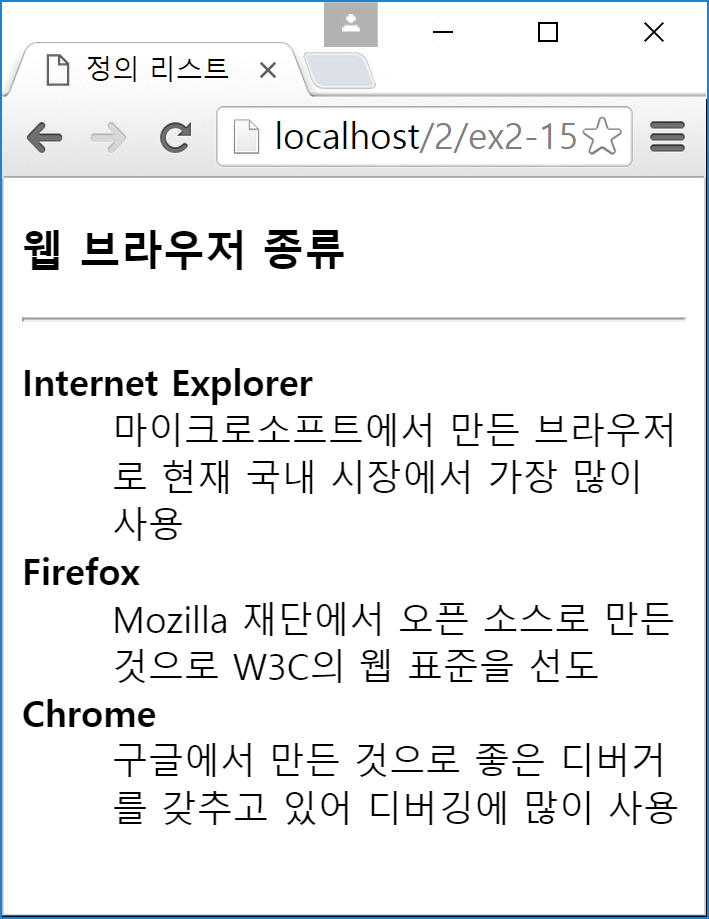 정의 리스트
localhost/2/ex2-15
웹 브라우저 종류
Internet Explorer
마이크로소프트에서 만든 브라우저
로 현재 국내 시장에서 가장 많이
사용
Firefox
Mozilla 재단에서 오픈 소스로 만든
것으로 W3C의 웹 표준을 선도
Chrome
구글에서 만든 것으로 좋은 디버거
를 갖추고 있어 디버깅에 많이 사용